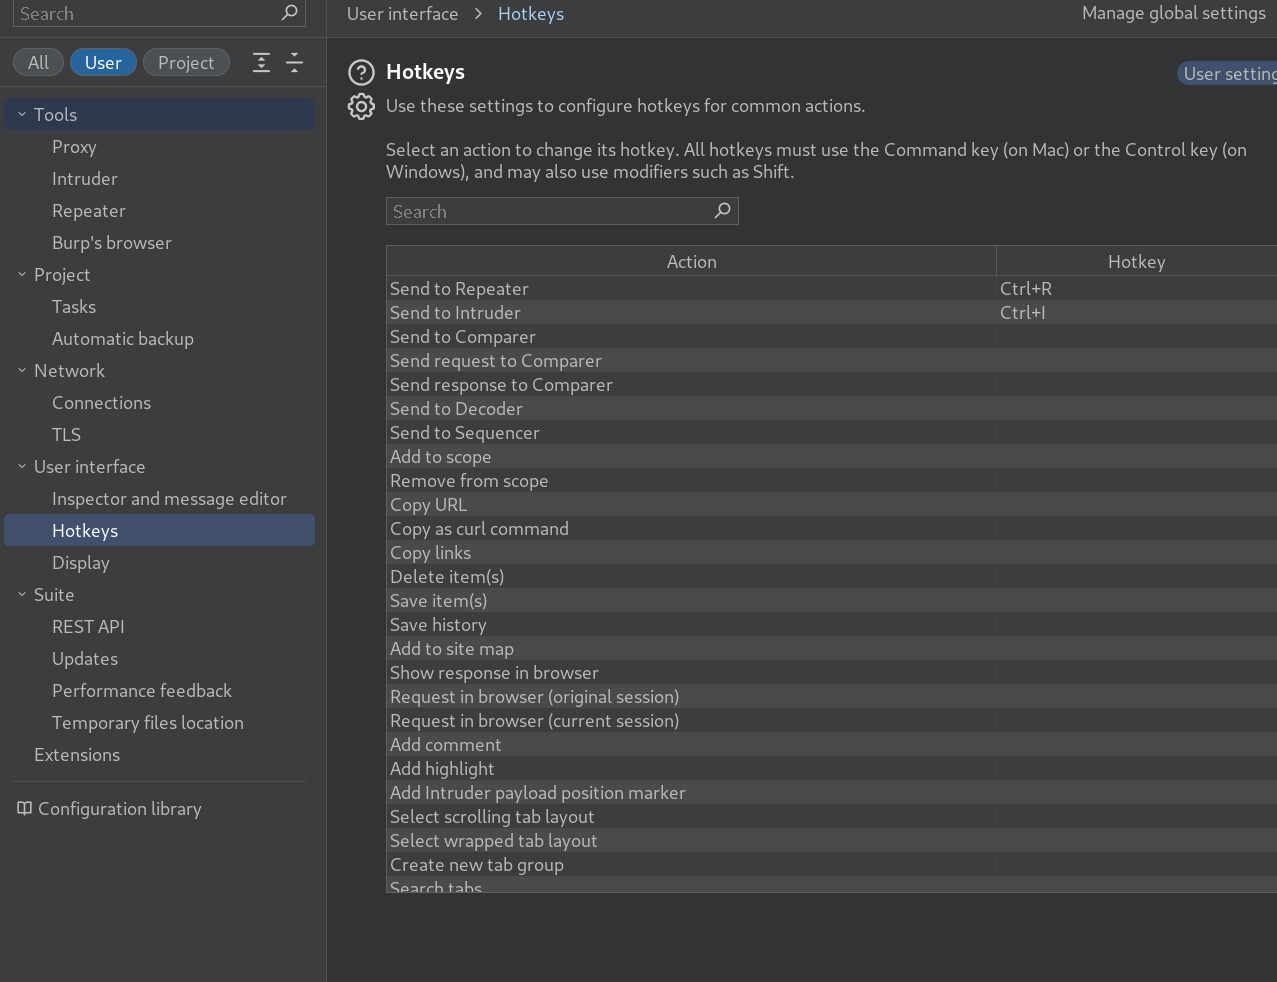 Search
User interface > Hotkeys
Manage global settings
All
User
Project
Tools
Proxy
Intruder
Repeater
Burp's browser
Project
Tasks
Automatic backup
Network
Connections
TLS
User interface
Inspector and message editor
Hotkeys
Display
Suite
REST API
Updates
Performance feedback
Temporary files location
Extensions
Configuration library
Hotkeys
User setting
Use these settings to configure hotkeys for common actions.
Select an action to change its hotkey. All hotkeys must use the Command key (on Mac) or the Control key (on
Windows), and may also use modifiers such as Shift.
Search
Action Hotkey
Send to Repeater Ctrl+R
Send to Intruder Ctrl+I
Send to Comparer
Send request to Comparer
Send response to Comparer
Send to Decoder
Send to Sequencer
Add to scope
Remove from scope
Copy URL
Copy as curl command
Copy links
Delete item(s)
Save item(s)
Save history
Add to site map
Show response in browser
Request in browser (original session)
Request in browser (current session)
Add comment
Add highlight
Add Intruder payload position marker
Select scrolling tab layout
Select wrapped tab layout
Create new tab group
Search tabs